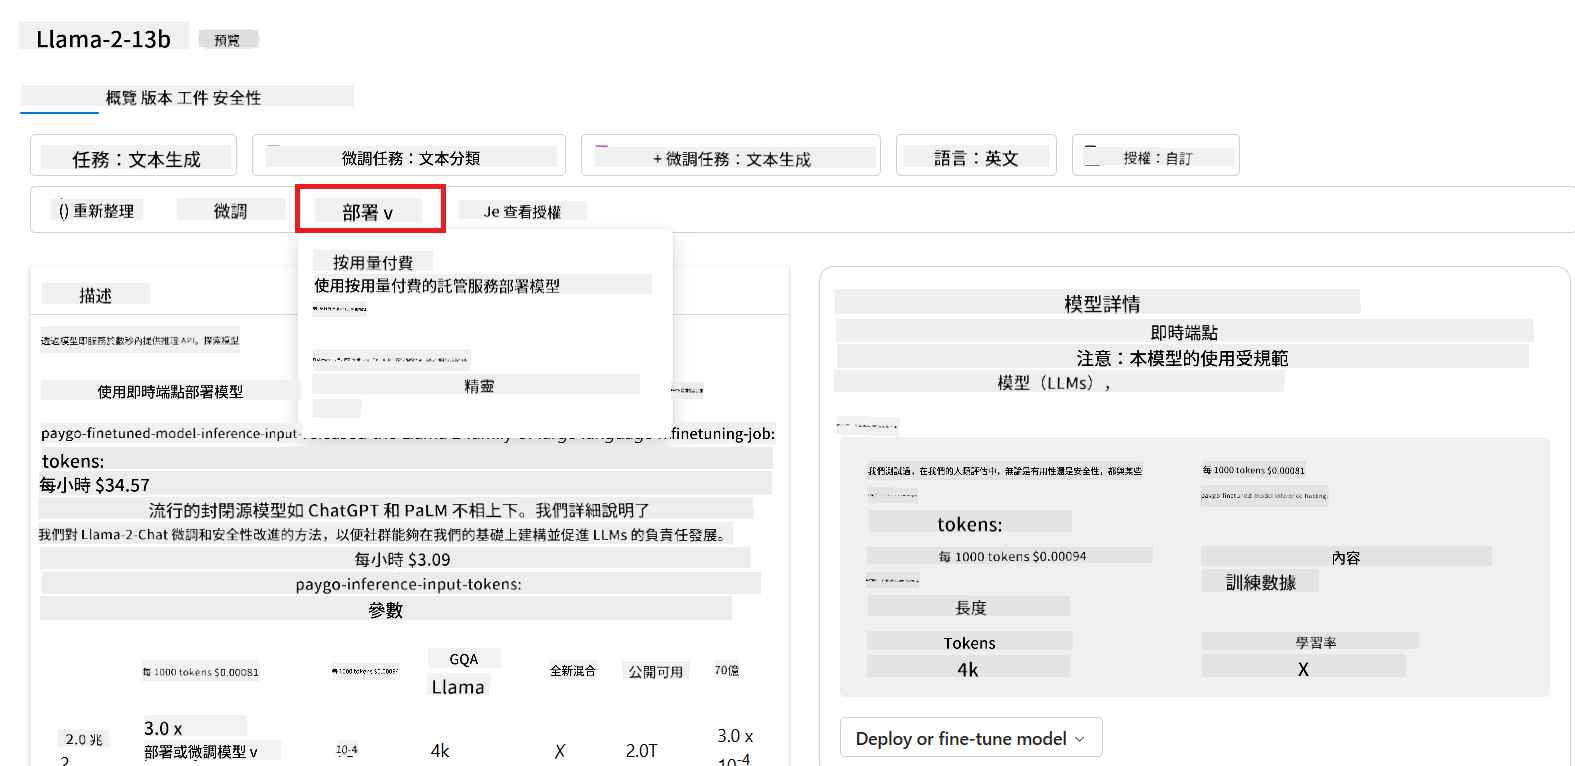 Llama-2-13b
預覽
概覽 版本 工件 安全性
任務：文本生成
微調任務：文本分類
+ 微調任務：文本生成
語言：英文
授權：自訂
() 重新整理
微調
部署 v
Je 查看授權
按用量付費
使用按用量付費的託管服務部署模型
精靈
描述
透過模型即服務於數秒內提供推理 API。探索模型
使用即時端點部署模型
paygo-finetuned-model-inference-input-
finetuning-job:
tokens:
每小時 $34.57
流行的封閉源模型如 ChatGPT 和 PaLM 不相上下。我們詳細說明了
我們對 Llama-2-Chat 微調和安全性改進的方法，以便社群能夠在我們的基礎上建構並促進 LLMs 的負責任發展。
每小時 $3.09
paygo-inference-input-tokens:
參數
每 1000 tokens $0.00081
每 1000 tokens $0.00094
GQA
Llama
全新混合
公開可用
70億
2.0 兆
2
3.0 x
部署或微調模型 v
10-4
4k
X
2.0T
3.0 x
10-4
模型詳情
即時端點
注意：本模型的使用受規範
模型（LLMs），
我們測試過，在我們的人類評估中，無論是有用性還是安全性，都與某些
每 1000 tokens $0.00081
paygo finetuned model inference hosting.
tokens:
每 1000 tokens $0.00094
內容
訓練數據
長度
Tokens
4k
學習率
X
Deploy or fine-tune model